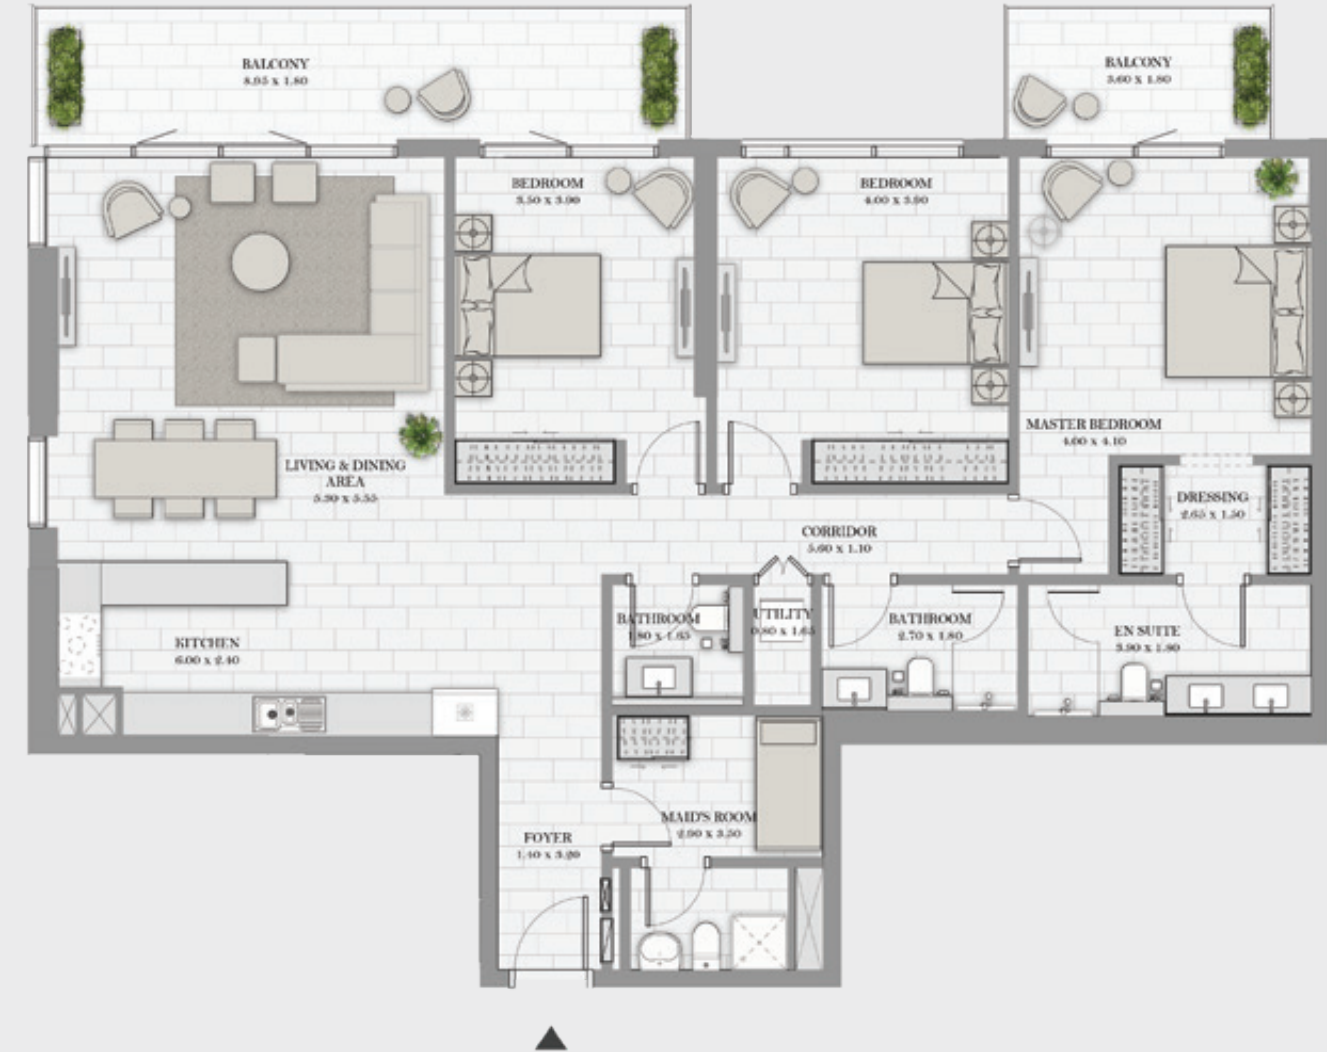 BALCONY
8.95 x 1.80
BALCONY
3.60 x 1.80
BEDROOM
3.50 x 3.90
BEDROOM
4.00 x 3.90
MASTER BEDROOM
4.00 x 4.10
LIVING & DINING
AREA
5.90 x 5.55
DRESSING
2.65 x 1.50
CORRIDOR
5.60 x 1.10
BATHROOM
1.80 x 1.65
UTILITY
0.80 x 1.65
BATHROOM
2.70 x 1.80
EN SUITE
3.90 x 1.80
KITCHEN
6.00 x 2.40
MAID'S ROOM
2.90 x 3.50
FOYER
1.40 x 3.20